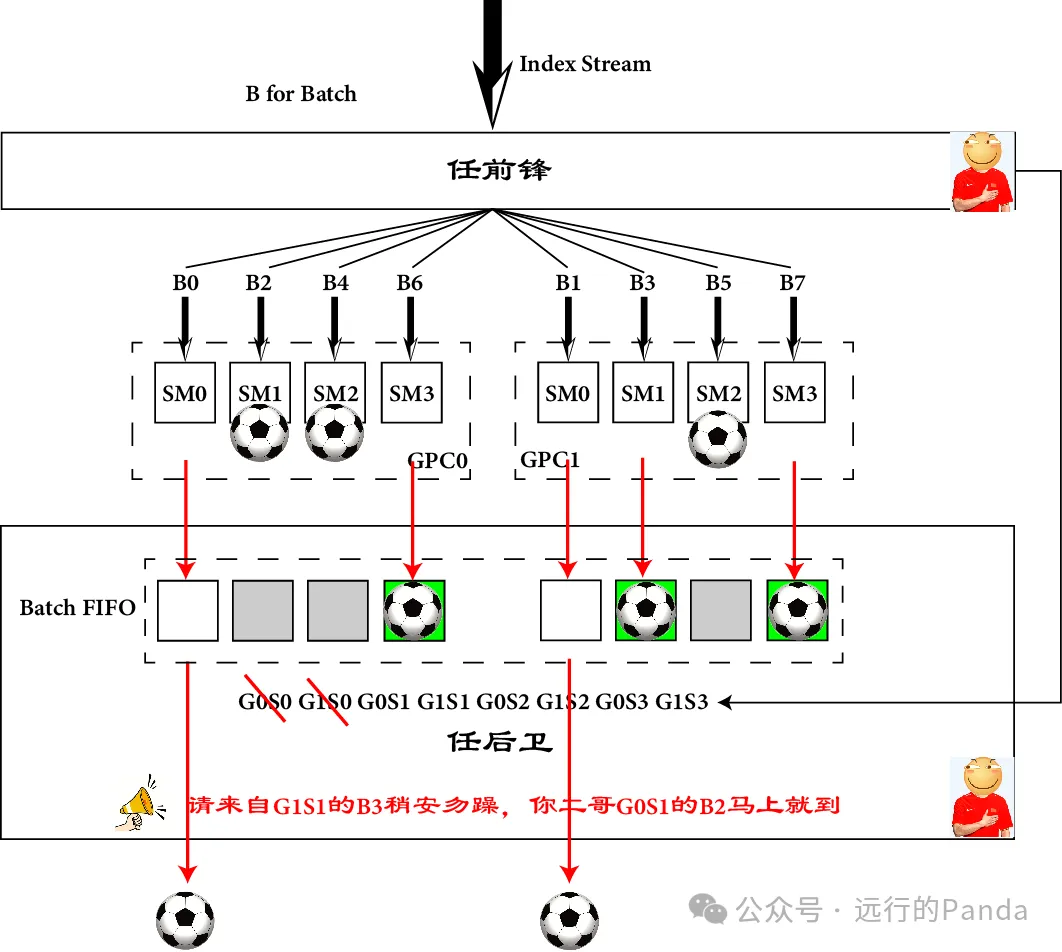 Index Stream
B for Batch
任前锋
B0 B2 B4 B6 B1 B3 B5 B7
SM0 SM1 SM2 SM3 SM0 SM1 SM2 SM3
GPC0 GPC1
Batch FIFO
G0S0 G1S0 G0S1 G1S1 G0S2 G1S2 G0S3 G1S3
任后卫
请来自G1S1的B3稍安勿躁，你二哥G0S1的B2马上就到
公众号 · 远行的Panda